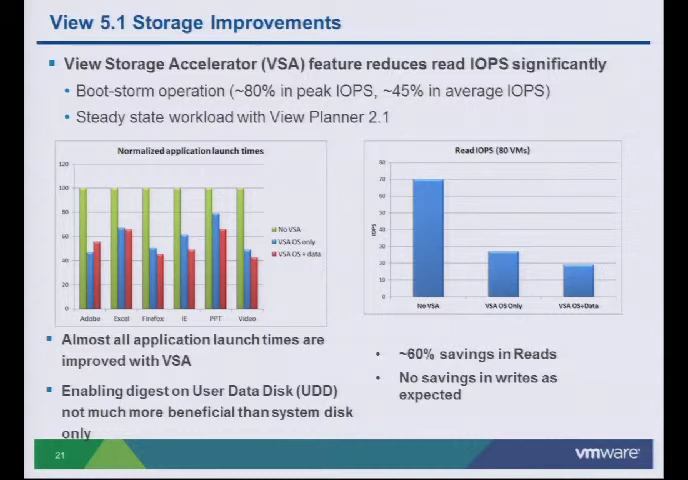 View 5.1 Storage Improvements
View Storage Accelerator (VSA) feature reduces read IOPS significantly
Boot-storm operation (~80% in peak IOPS, ~45% in average IOPS)
Steady state workload with View Planner 2.1
Normalized application launch times
120
100
80
60
40
20
0
Adobe Excel Firefox IE PPT Video
No VSA
VSA OS only
VSA OS + data
Read IOPS (80 VMs)
IOPS
80
70
60
50
40
30
20
10
0
No VSA VSA OS Only VSA OS+Data
Almost all application launch times are
improved with VSA
Enabling digest on User Data Disk (UDD)
not much more beneficial than system disk
only
~60% savings in Reads
No savings in writes as
expected
21
vmware